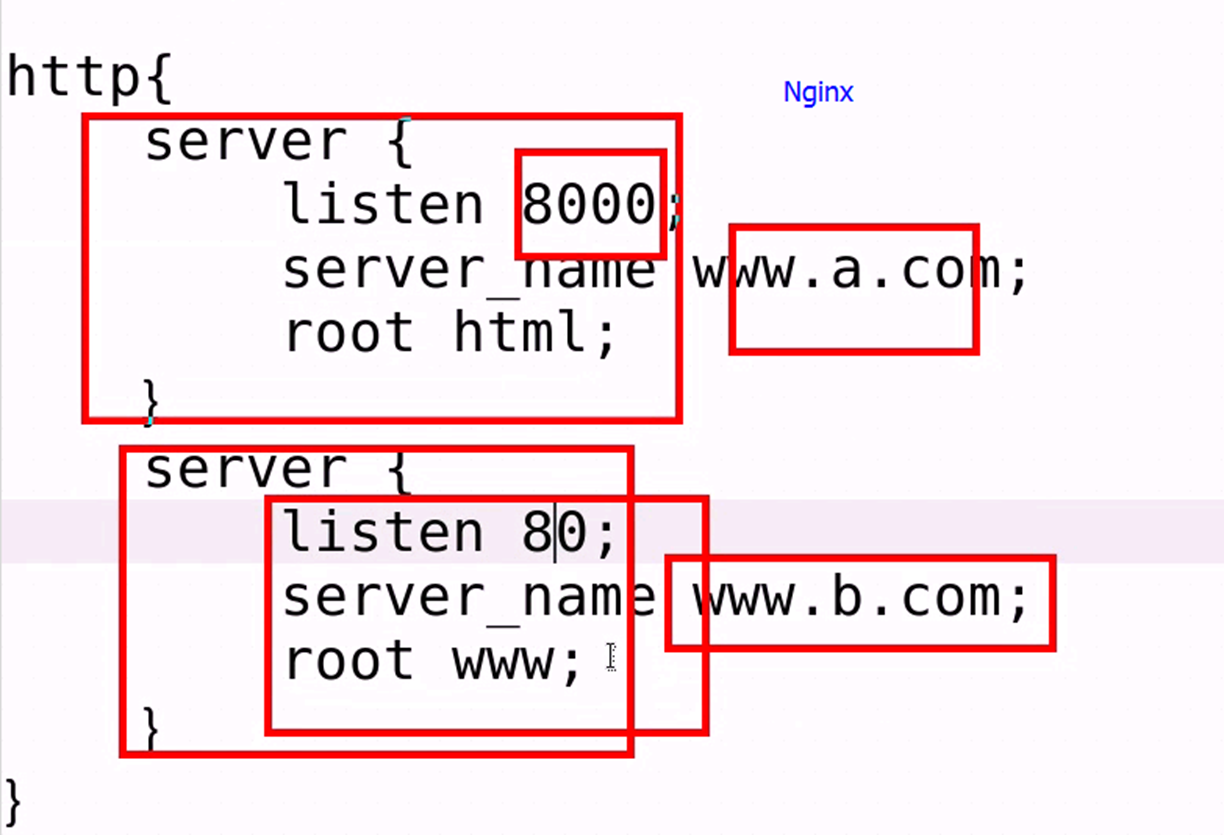 http{
Nginx
server {
listen 8000;
server_name www.a.com;
root html;
}
server {
listen 80;
server_name www.b.com;
root www;
}
}